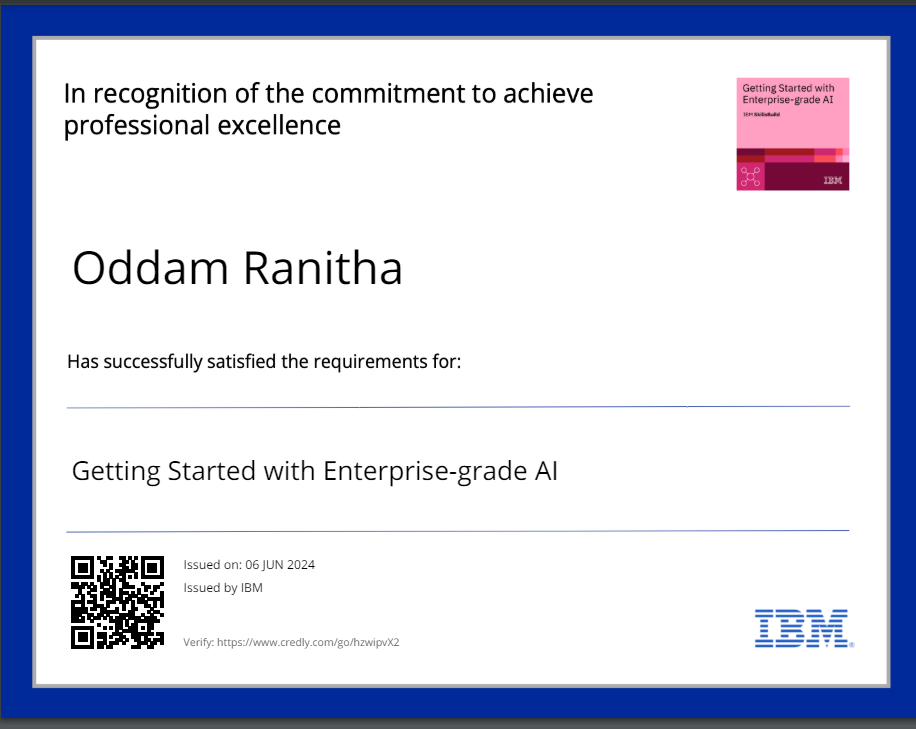 In recognition of the commitment to achieve
professional excellence
Getting Started with
Enterprise-grade AI
IBM SkillsBuild
IBM
Oddam Ranitha
Has successfully satisfied the requirements for:
Getting Started with Enterprise-grade AI
Issued on: 06 JUN 2024
Issued by IBM
Verify: https://www.credly.com/go/hzwipvX2
IBM®